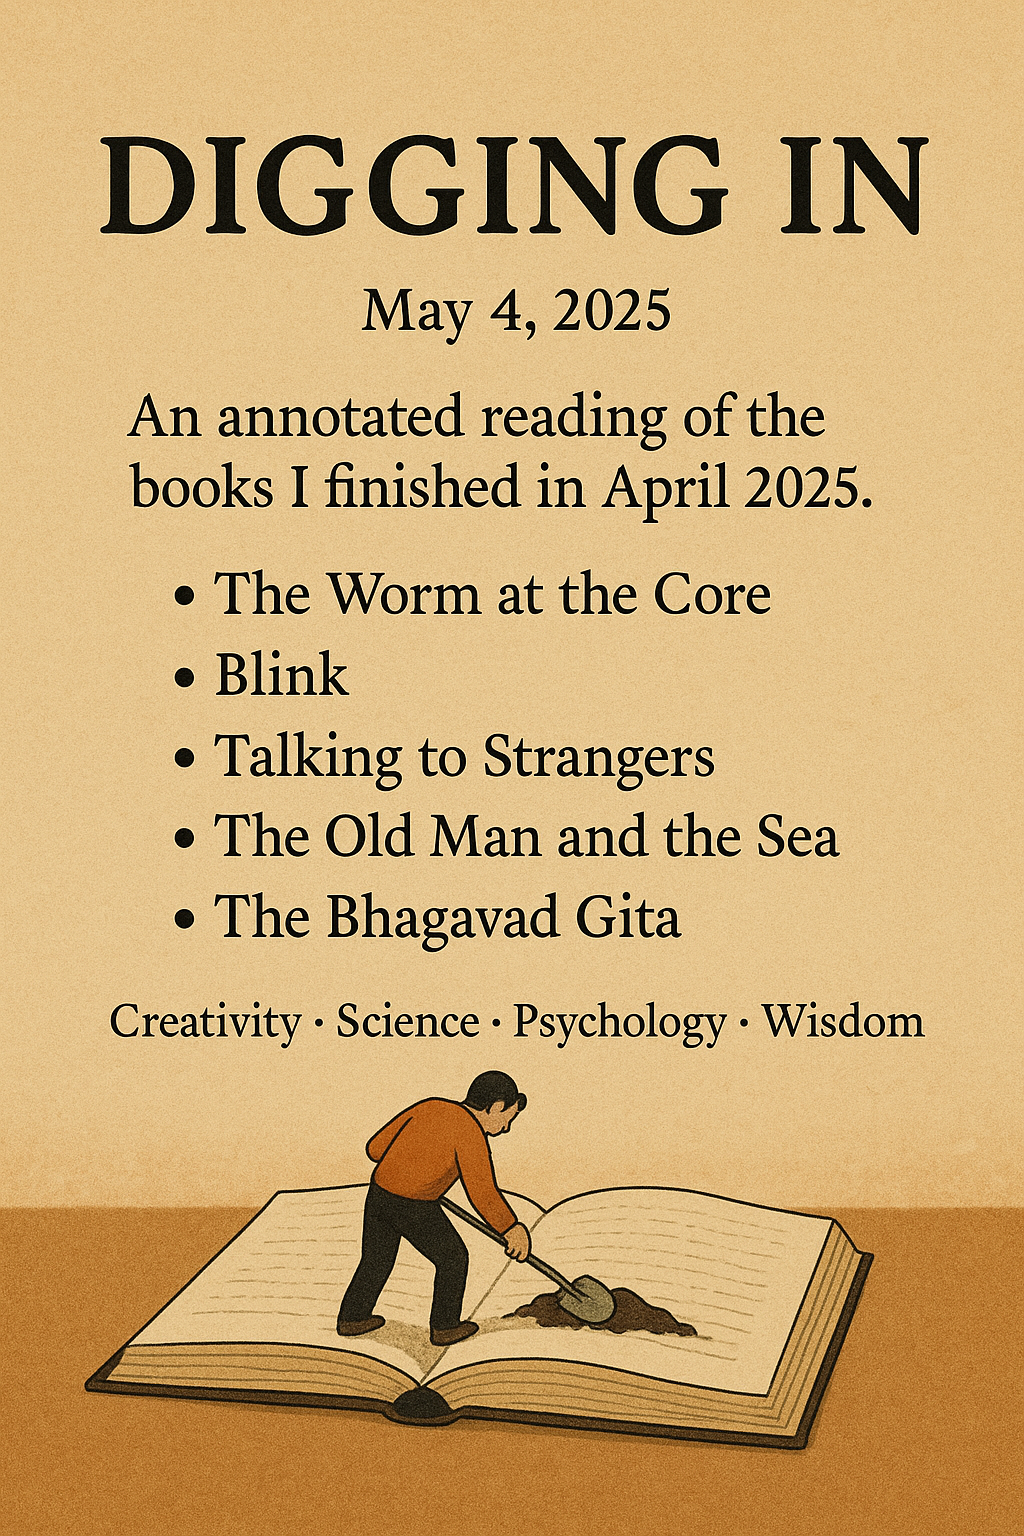 DIGGING IN
May 4, 2025
An annotated reading of the
books I finished in April 2025.
• The Worm at the Core
• Blink
• Talking to Strangers
• The Old Man and the Sea
• The Bhagavad Gita
Creativity · Science · Psychology · Wisdom